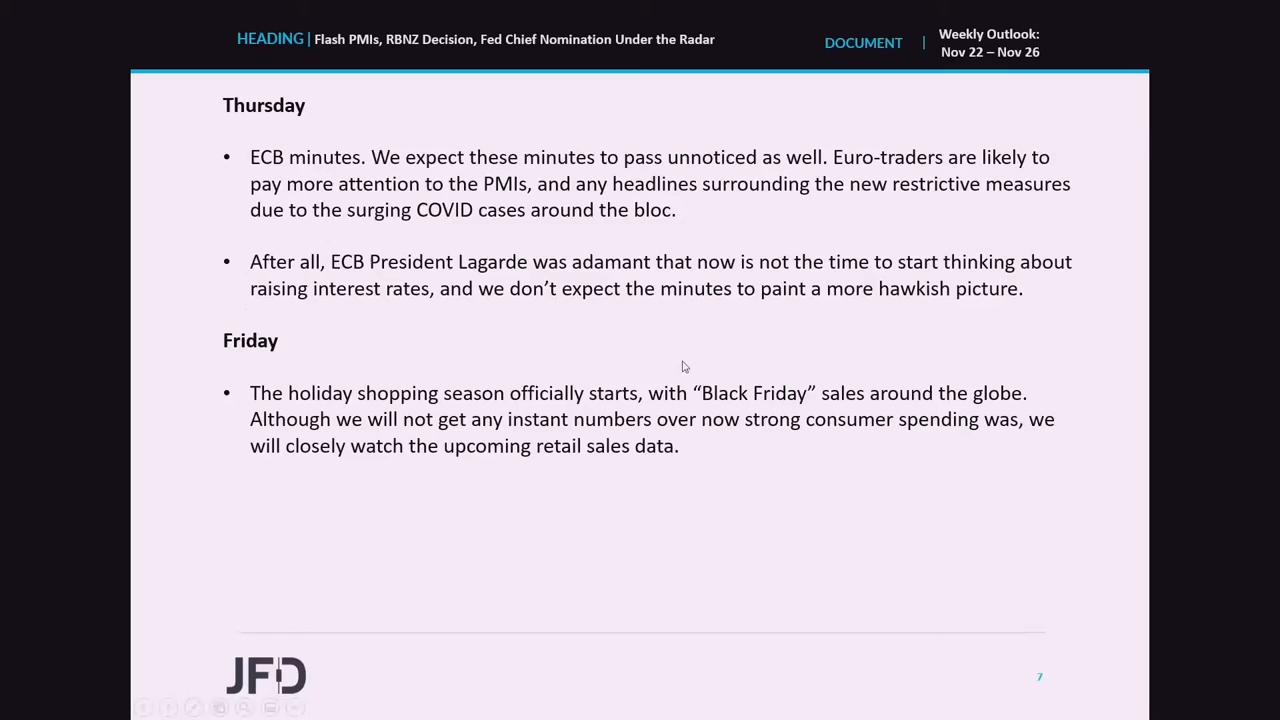 HEADING | Flash PMIs, RBNZ Decision, Fed Chief Nomination Under the Radar
DOCUMENT | Weekly Outlook:
Nov 22 – Nov 26
Thursday
• ECB minutes. We expect these minutes to pass unnoticed as well. Euro-traders are likely to
pay more attention to the PMIs, and any headlines surrounding the new restrictive measures
due to the surging COVID cases around the bloc.
• After all, ECB President Lagarde was adamant that now is not the time to start thinking about
raising interest rates, and we don’t expect the minutes to paint a more hawkish picture.
Friday
• The holiday shopping season officially starts, with “Black Friday” sales around the globe.
Although we will not get any instant numbers over now strong consumer spending was, we
will closely watch the upcoming retail sales data.
JFD
7